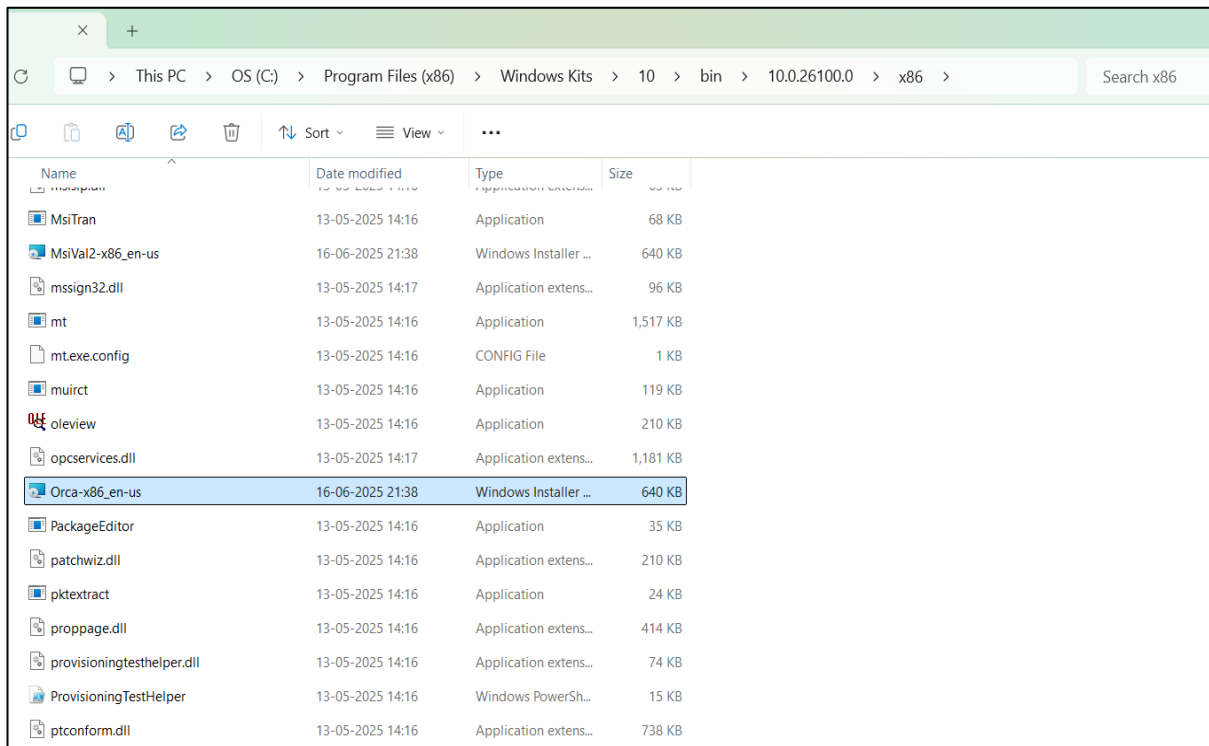 This PC > OS (C:) > Program Files (x86) > Windows Kits > 10 > bin > 10.0.26100.0 > x86 > Search x86
Sort View
Name Date modified Type Size
MsiTran 13-05-2025 14:16 Application 68 KB
MsiVal2-x86_en-us 16-06-2025 21:38 Windows Installer ... 640 KB
mssign32.dll 13-05-2025 14:17 Application extens... 96 KB
mt 13-05-2025 14:16 Application 1,517 KB
mt.exe.config 13-05-2025 14:16 CONFIG File 1 KB
muirct 13-05-2025 14:16 Application 119 KB
oleview 13-05-2025 14:16 Application 210 KB
opcservices.dll 13-05-2025 14:17 Application extens... 1,181 KB
Orca-x86_en-us 16-06-2025 21:38 Windows Installer ... 640 KB
PackageEditor 13-05-2025 14:16 Application 35 KB
patchwiz.dll 13-05-2025 14:16 Application extens... 210 KB
pktextract 13-05-2025 14:16 Application 24 KB
proppage.dll 13-05-2025 14:16 Application extens... 414 KB
provisioningtesthelper.dll 13-05-2025 14:16 Application extens... 74 KB
ProvisioningTestHelper 13-05-2025 14:16 Windows PowerSh... 15 KB
ptconform.dll 13-05-2025 14:16 Application extens... 738 KB